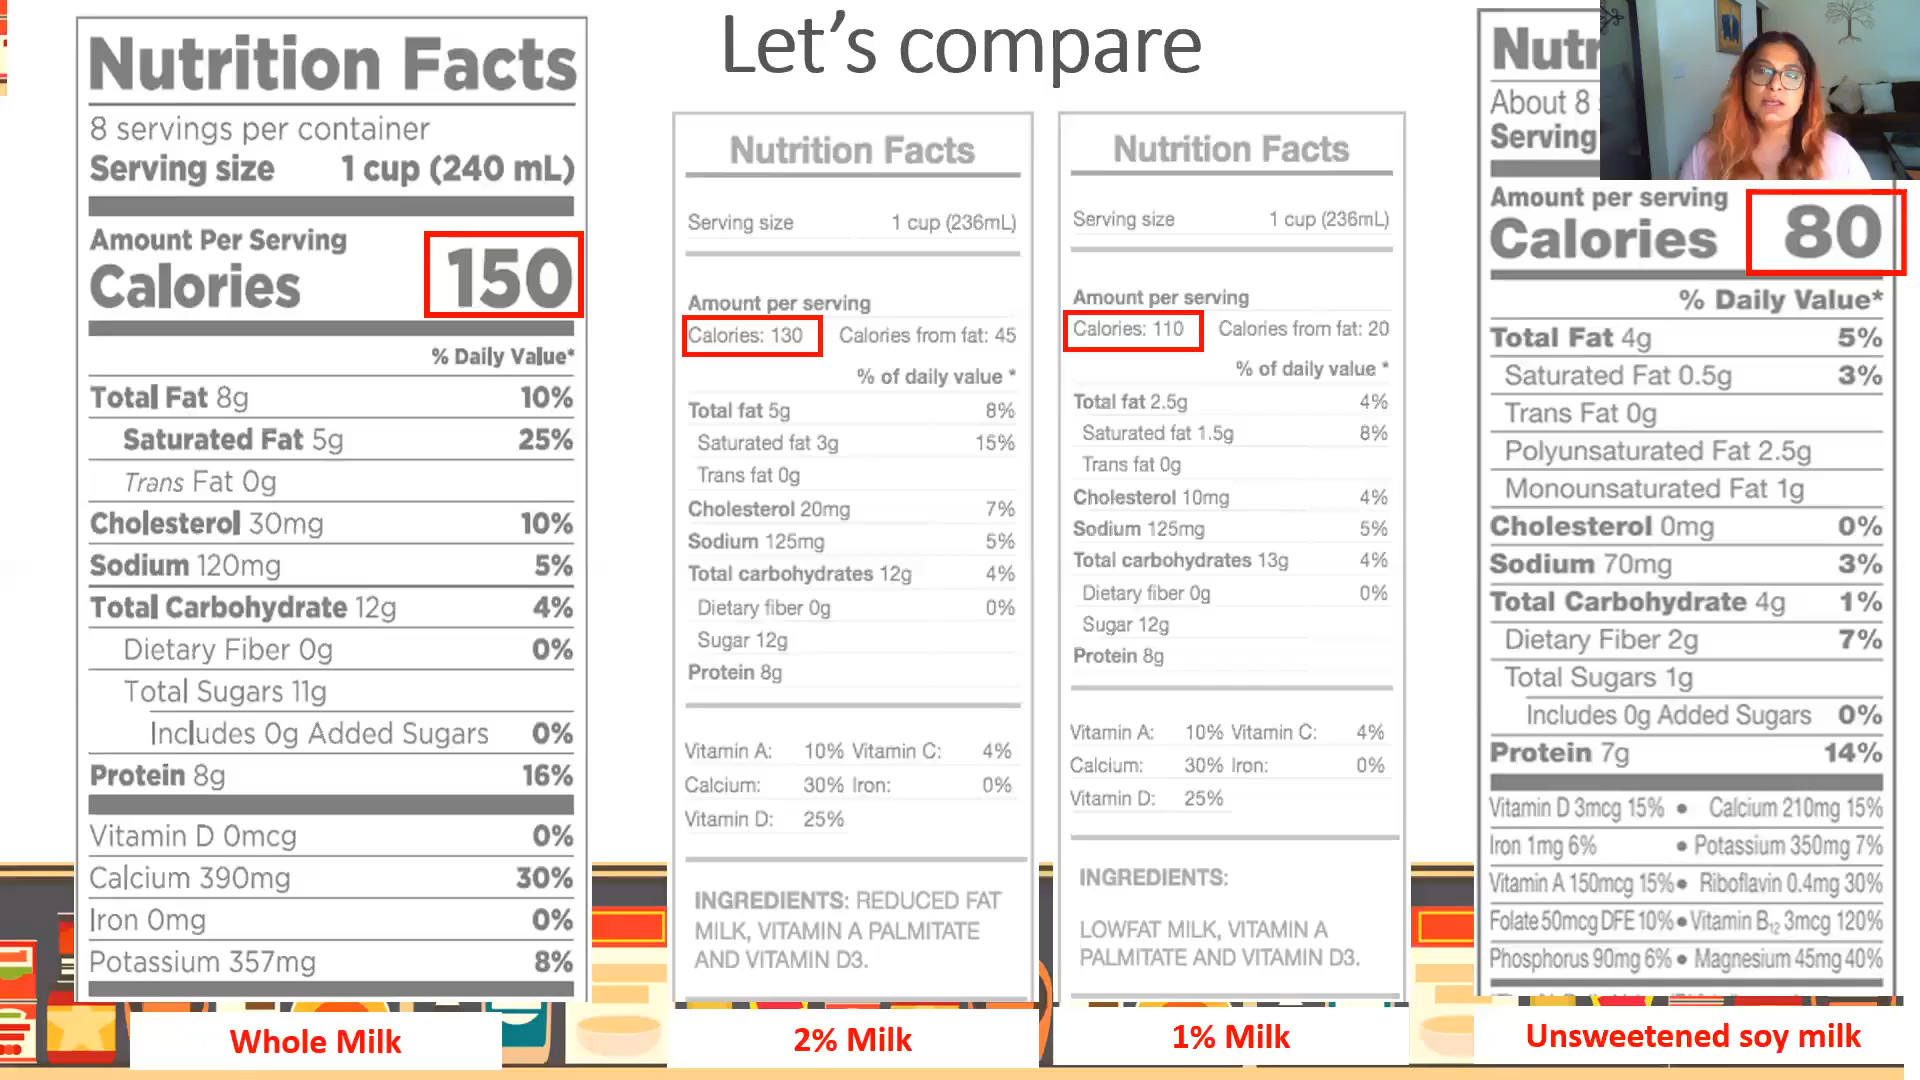 Let's compare
Nutrition Facts
8 servings per container
Serving size 1 cup (240 mL)
Amount Per Serving
Calories 150
% Daily Value*
Total Fat 8g 10%
Saturated Fat 5g 25%
Trans Fat 0g
Cholesterol 30mg 10%
Sodium 120mg 5%
Total Carbohydrate 12g 4%
Dietary Fiber 0g 0%
Total Sugars 11g
Includes 0g Added Sugars 0%
Protein 8g 16%
Vitamin D 0mcg 0%
Calcium 390mg 30%
Iron 0mg 0%
Potassium 357mg 8%
Whole Milk
Nutrition Facts
Serving size 1 cup (236mL)
Amount per serving
Calories: 130 Calories from fat: 45
% of daily value *
Total fat 5g 8%
Saturated fat 3g 15%
Trans fat 0g
Cholesterol 20mg 7%
Sodium 125mg 5%
Total carbohydrates 12g 4%
Dietary fiber 0g 0%
Sugar 12g
Protein 8g
Vitamin A: 10% Vitamin C: 4%
Calcium: 30% Iron: 0%
Vitamin D: 25%
INGREDIENTS: REDUCED FAT
MILK, VITAMIN A PALMITATE
AND VITAMIN D3.
2% Milk
Nutrition Facts
Serving size 1 cup (236mL)
Amount per serving
Calories: 110 Calories from fat: 20
% of daily value *
Total fat 2.5g 4%
Saturated fat 1.5g 8%
Trans fat 0g
Cholesterol 10mg 4%
Sodium 125mg 5%
Total carbohydrates 13g 4%
Dietary fiber 0g 0%
Sugar 12g
Protein 8g
Vitamin A: 10% Vitamin C: 4%
Calcium: 30% Iron: 0%
Vitamin D: 25%
INGREDIENTS:
LOWFAT MILK, VITAMIN A
PALMITATE AND VITAMIN D3.
1% Milk
Nutr
About 8
Serving
Amount per serving
Calories 80
% Daily Value*
Total Fat 4g 5%
Saturated Fat 0.5g 3%
Trans Fat 0g
Polyunsaturated Fat 2.5g
Monounsaturated Fat 1g
Cholesterol 0mg 0%
Sodium 70mg 3%
Total Carbohydrate 4g 1%
Dietary Fiber 2g 7%
Total Sugars 1g
Includes 0g Added Sugars 0%
Protein 7g 14%
Vitamin D 3mcg 15% • Calcium 210mg 15%
Iron 1mg 6% • Potassium 350mg 7%
Vitamin A 150mcg 15% • Riboflavin 0.4mg 30%
Folate 50mcg DFE 10% • Vitamin B12 3mcg 120%
Phosphorus 90mg 6% • Magnesium 45mg 40%
Unsweetened soy milk